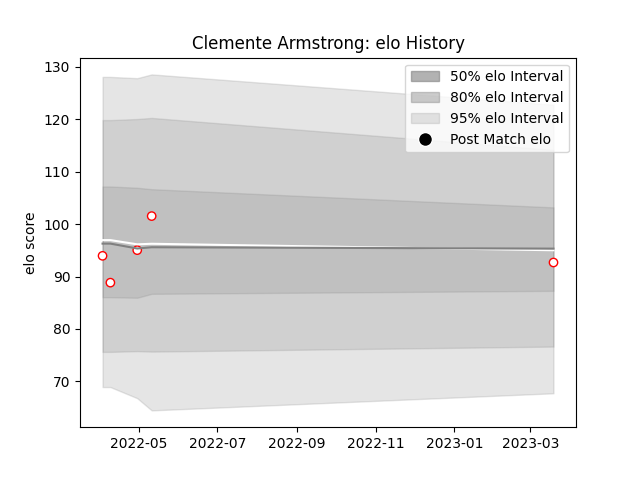 Clemente Armstrong: elo History
130
120
110
100
90
80
70
elo score
50% elo Interval
80% elo Interval
95% elo Interval
Post Match elo
2022-05
2022-07
2022-09
2022-11
2023-01
2023-03